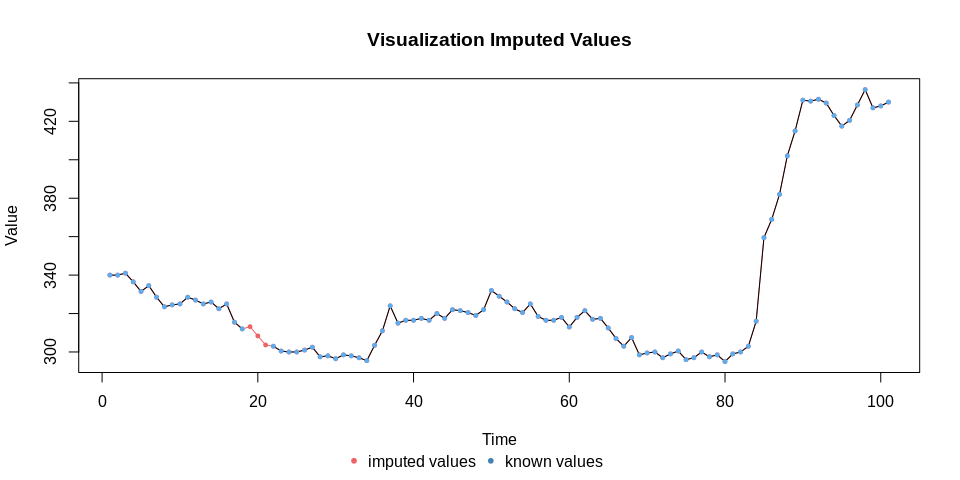 Visualization Imputed Values
Value
420
380
340
300
0 20 40 60 80 100
Time
imputed values known values